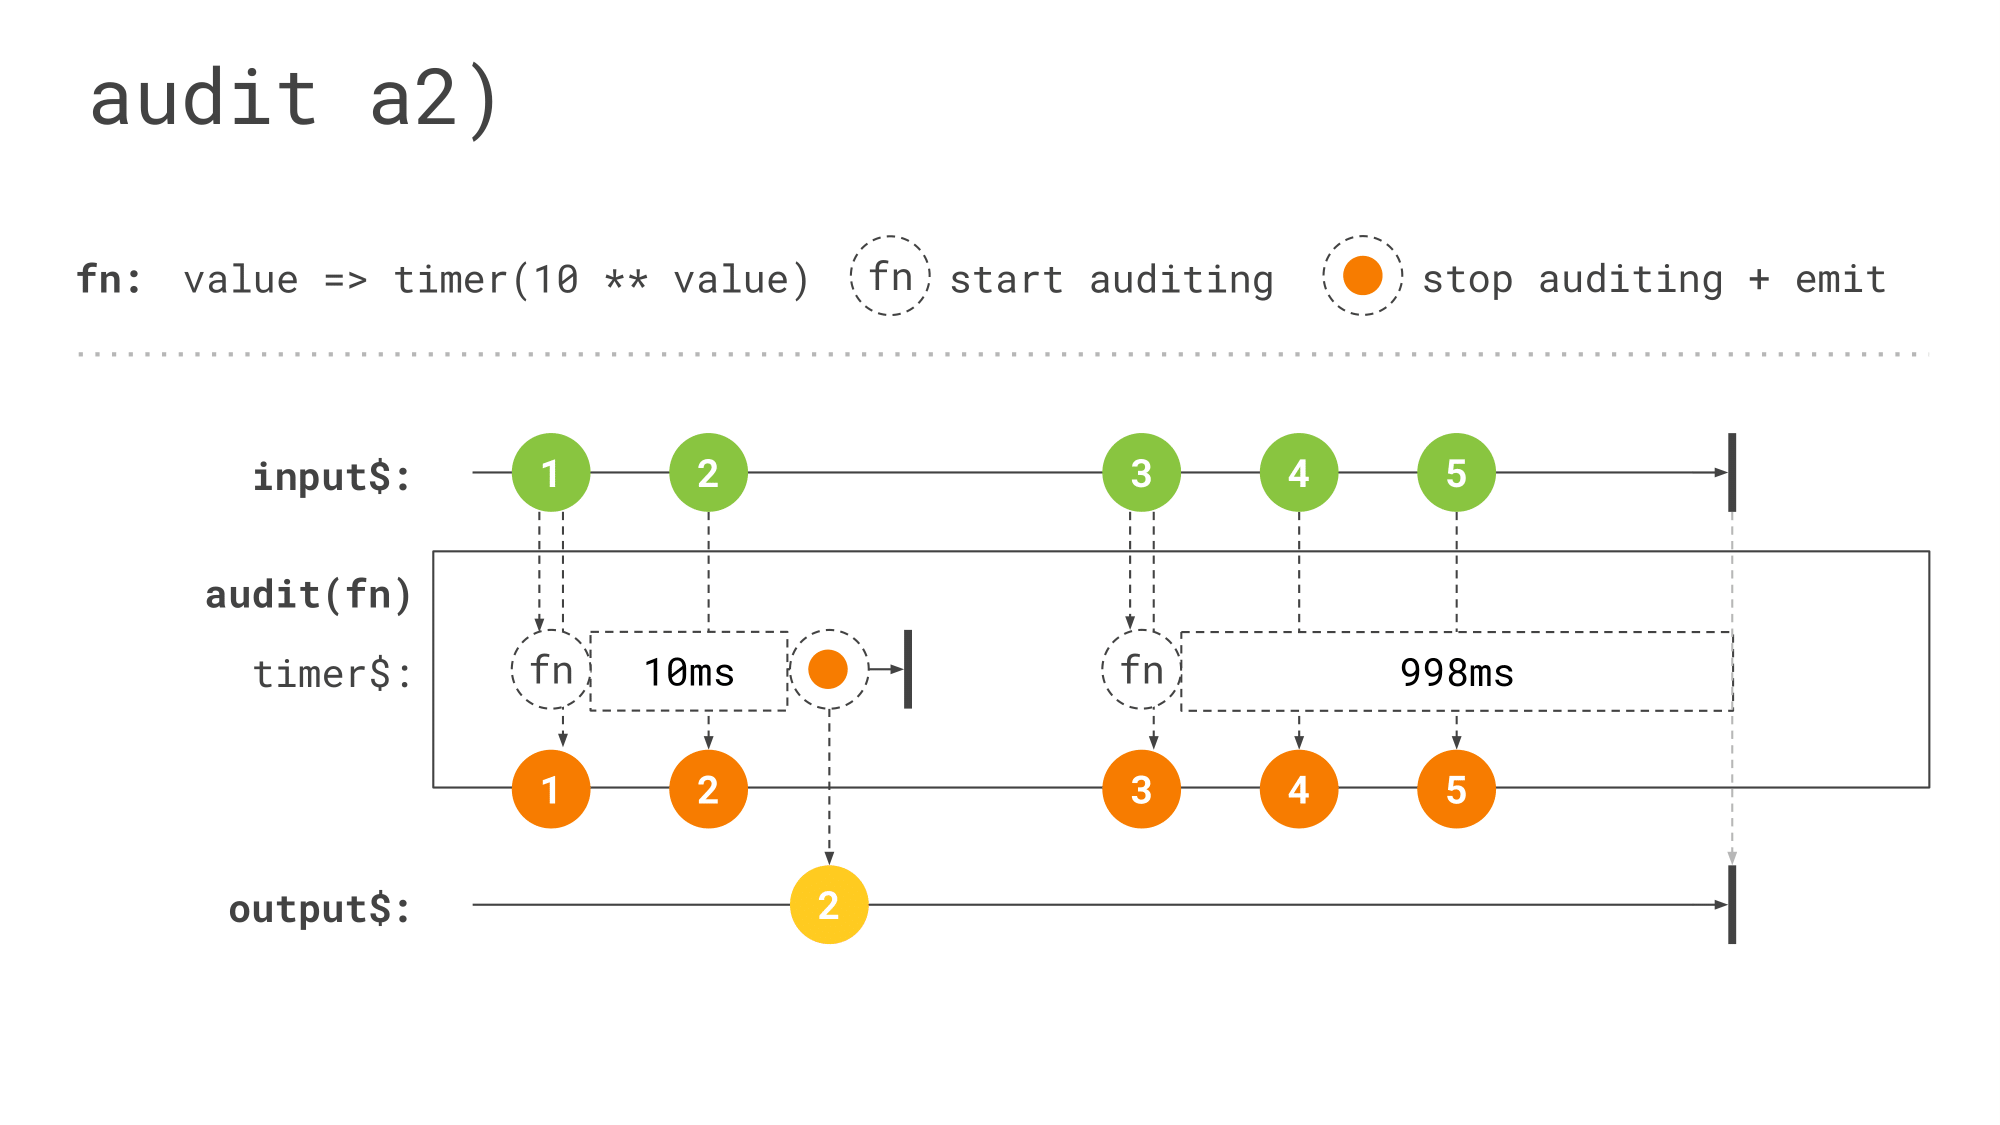 audit a2)
fn: value => timer(10 ** value) fn start auditing stop auditing + emit
input$: 1 2 3 4 5
audit(fn)
timer$: fn 10ms fn 998ms
1 2 3 4 5
output$: 2